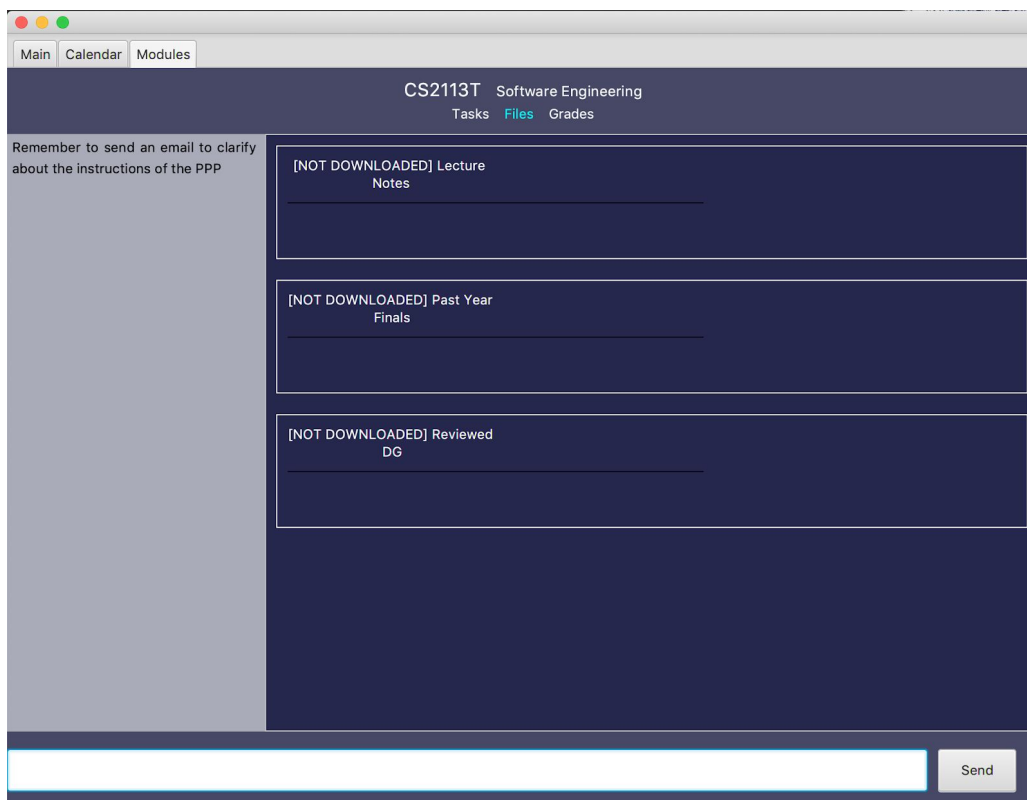 Main Calendar Modules
CS2113T Software Engineering
Tasks Files Grades
Remember to send an email to clarify
about the instructions of the PPP
[NOT DOWNLOADED] Lecture
Notes
[NOT DOWNLOADED] Past Year
Finals
[NOT DOWNLOADED] Reviewed
DG
Send